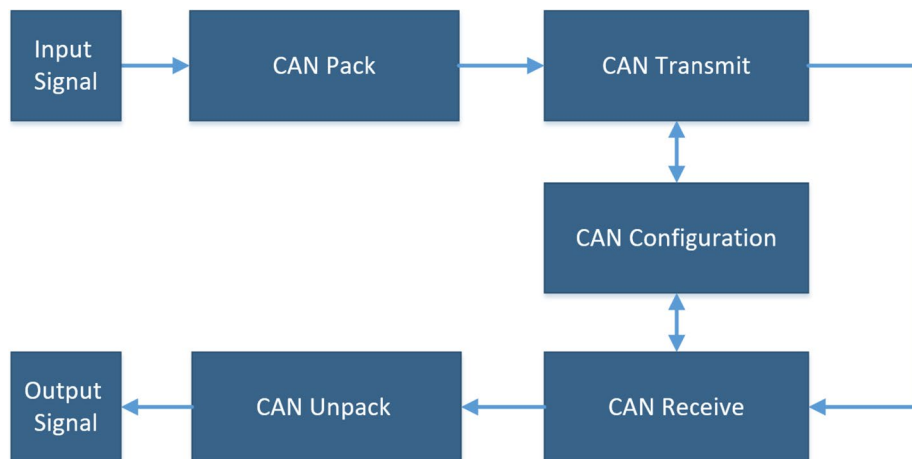 Input
Signal
CAN Pack
CAN Transmit
CAN Configuration
Output
Signal
CAN Unpack
CAN Receive